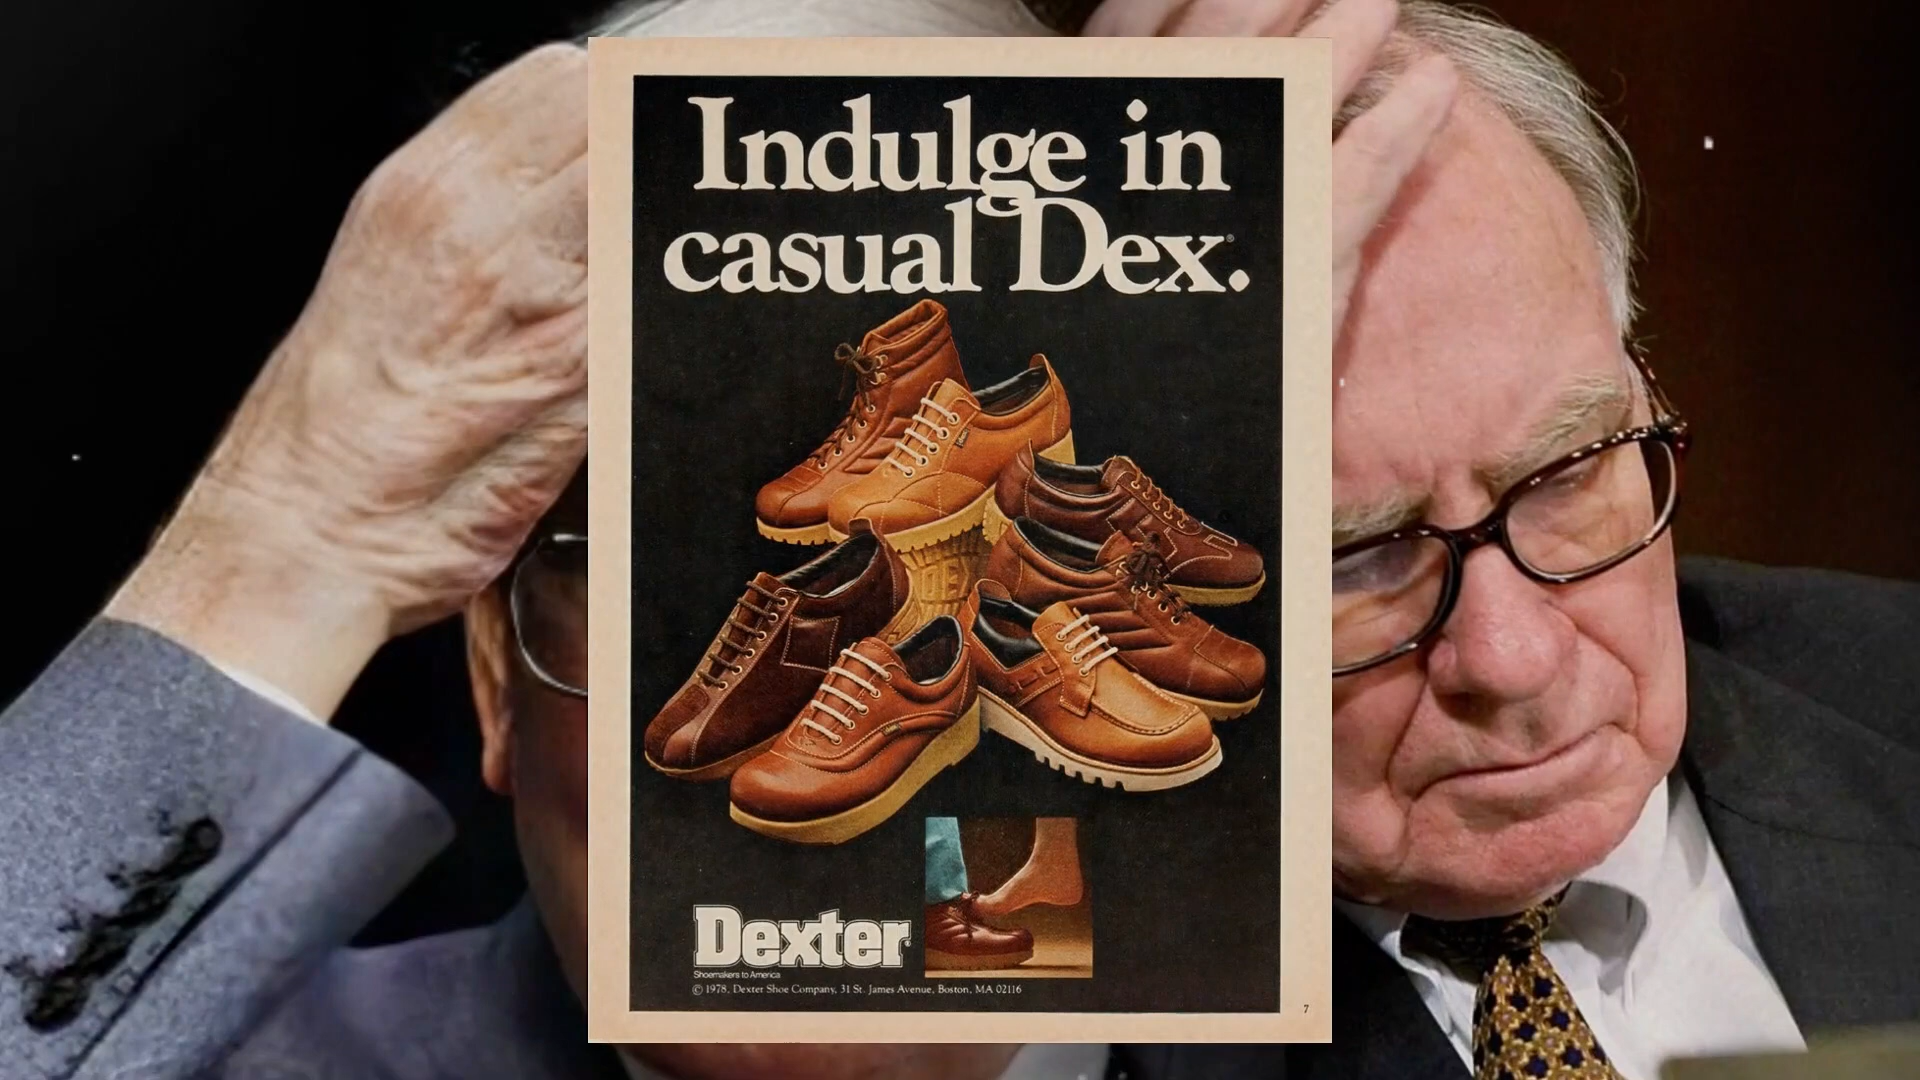 Indulge in
casual Dex.®
Dexter®
Shoemakers to America
© 1978, Dexter Shoe Company, 31 St. James Avenue, Boston, MA 02116
7